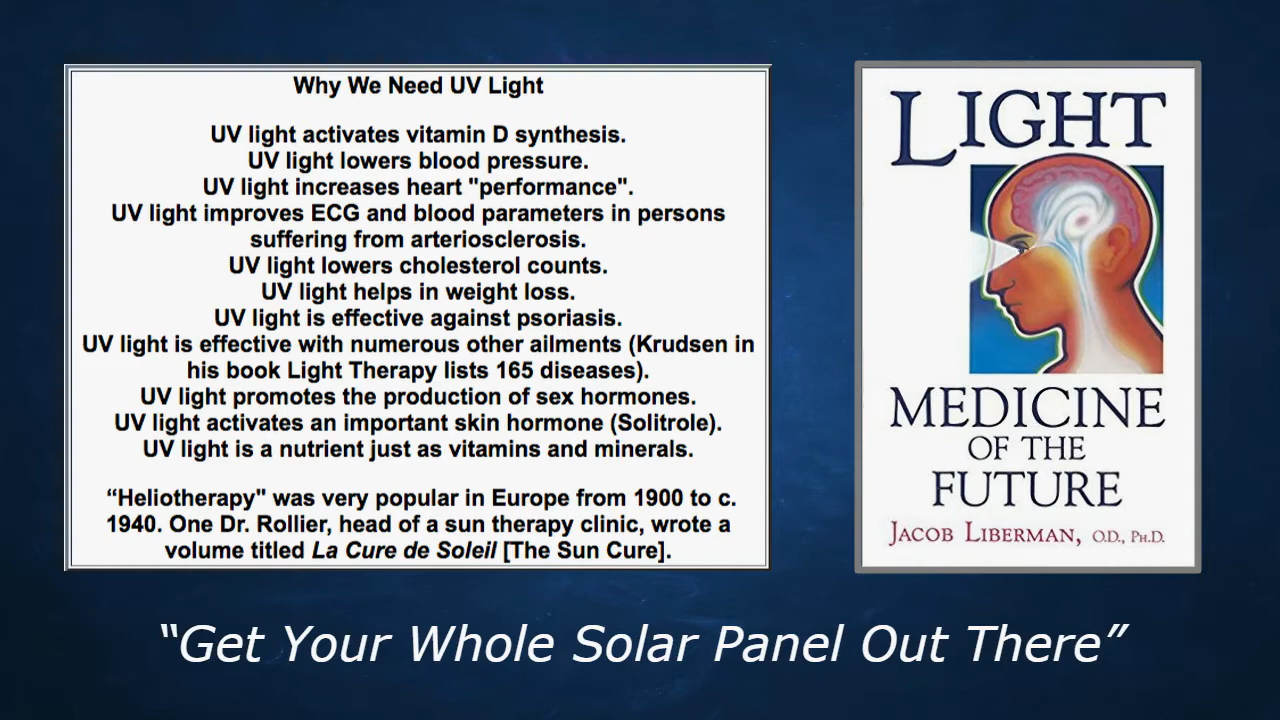 Why We Need UV Light
UV light activates vitamin D synthesis.
UV light lowers blood pressure.
UV light increases heart "performance".
UV light improves ECG and blood parameters in persons
suffering from arteriosclerosis.
UV light lowers cholesterol counts.
UV light helps in weight loss.
UV light is effective against psoriasis.
UV light is effective with numerous other ailments (Krudsen in
his book Light Therapy lists 165 diseases).
UV light promotes the production of sex hormones.
UV light activates an important skin hormone (Solitrole).
UV light is a nutrient just as vitamins and minerals.
“Heliotherapy" was very popular in Europe from 1900 to c.
1940. One Dr. Rollier, head of a sun therapy clinic, wrote a
volume titled La Cure de Soleil [The Sun Cure].
LIGHT
MEDICINE
OF THE
FUTURE
JACOB LIBERMAN, O.D., PH.D.
“Get Your Whole Solar Panel Out There”